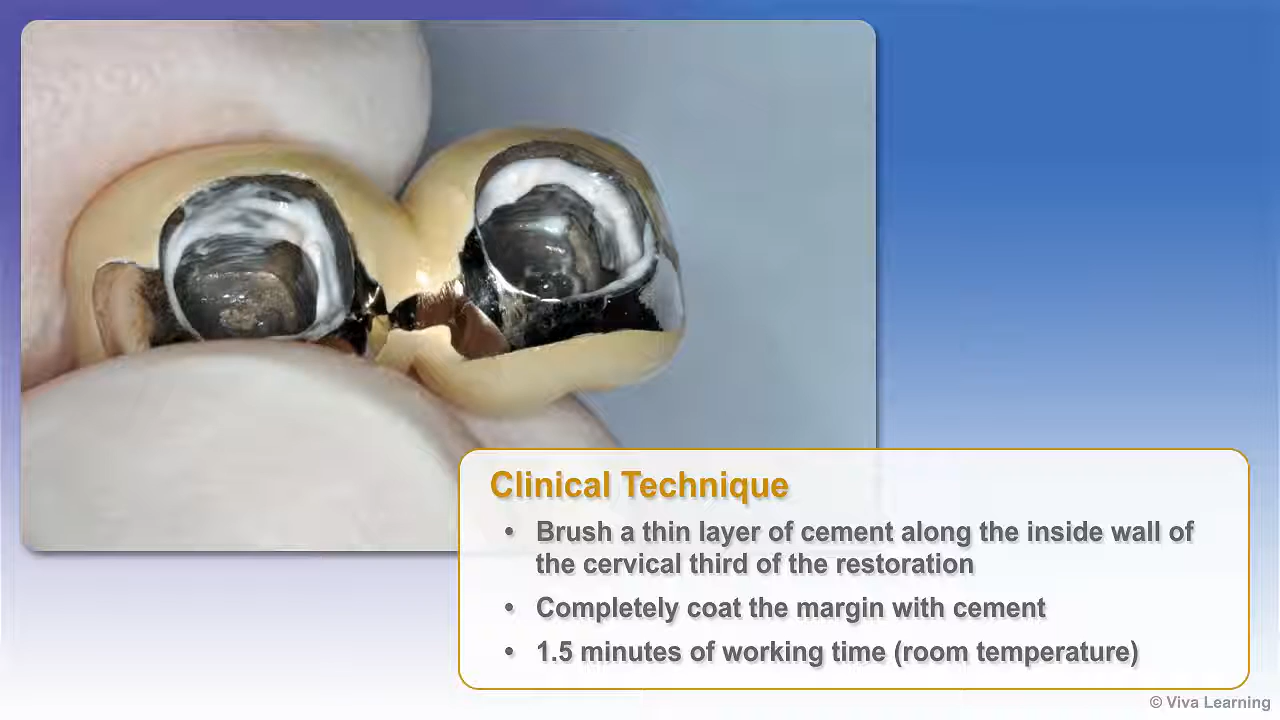 Clinical Technique
• Brush a thin layer of cement along the inside wall of
the cervical third of the restoration
• Completely coat the margin with cement
• 1.5 minutes of working time (room temperature)
© Viva Learning